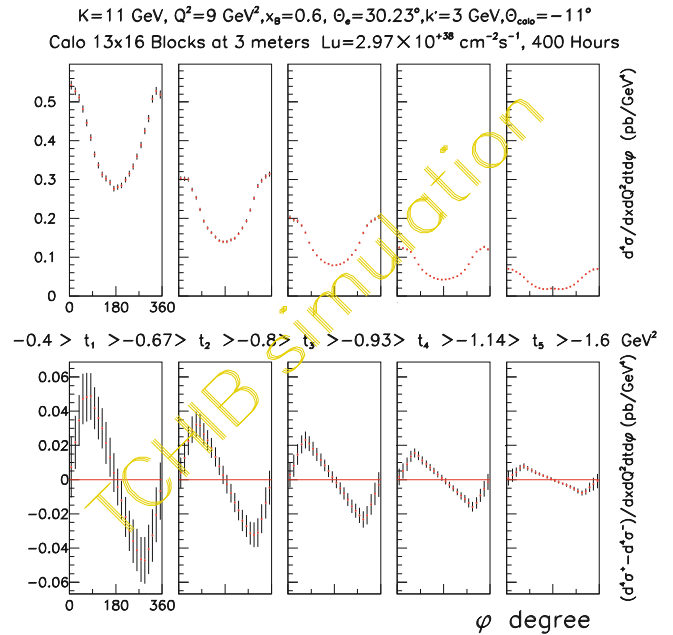 K=11 GeV, Q²=9 GeV²,x_B=0.6, Θ_e=30.23°,k'=3 GeV,Θ_calo=−11°
Calo 13x16 Blocks at 3 meters Lu=2.97×10⁺³⁸ cm⁻²s⁻¹, 400 Hours
0.5
0.4
0.3
0.2
0.1
0
0 180 360
d⁴σ/dxdQ²dtdφ (pb/GeV⁴)
TCHIB simulation
−0.4 > t₁ >−0.67> t₂ >−0.8> t₃ >−0.93> t₄ >−1.14> t₅ >−1.6 GeV²
0.06
0.04
0.02
0
−0.02
−0.04
−0.06
0 180 360
(d⁴σ⁺−d⁴σ⁻)/dxdQ²dtdφ (pb/GeV⁴)
φ degree